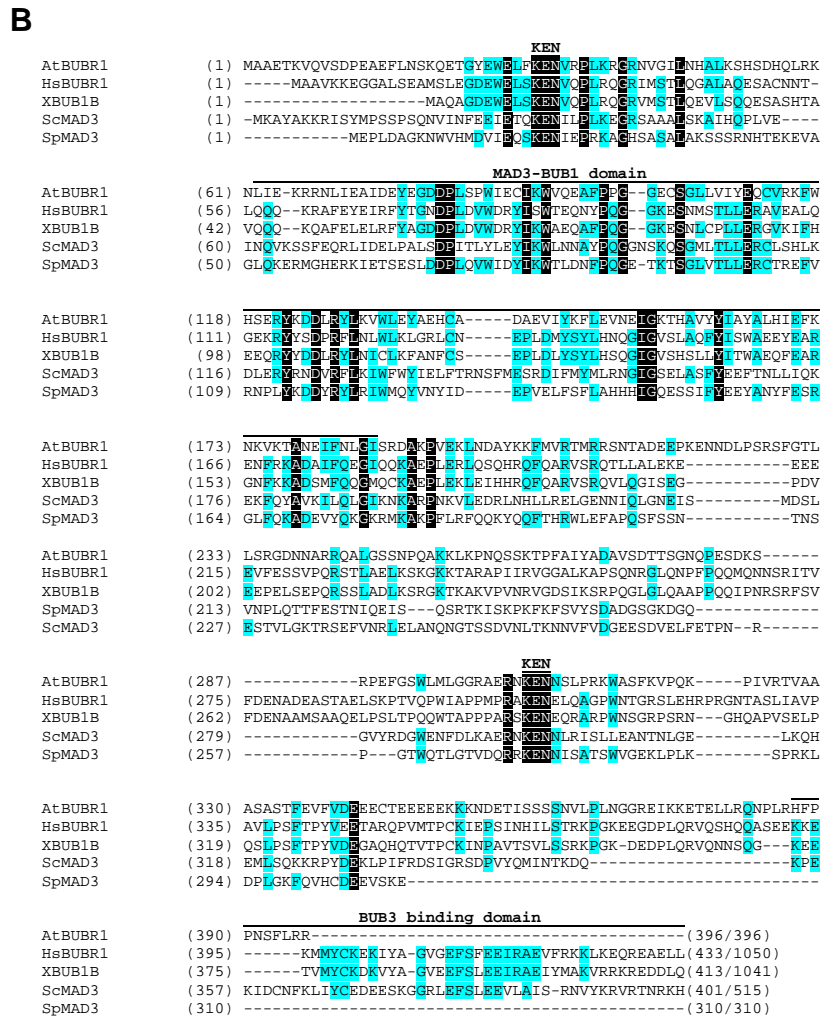 B
KEN
AtBUBR1 (1) MAAETKVQVSDPEAEFLNSKQETGYEWELFKENVRPLKRGRNVGILNHALKSHSDHQLRK
HsBUBR1 (1) -----MAAVKKEGGALSEAMSLEGDEWELSKENVQPLRQGRIMSTLQGALAQESACNNT-
XBUB1B (1) -------------------MAQAGDEWELSKENVQPLRQGRVMSTLQEVLSQQESASHTA
ScMAD3 (1) -MKAYAKKRISYMPSSPSQNVINFEEIETQKENILPLKEGRSAAALSKAIHQPLVE----
SpMAD3 (1) -----------MEPLDAGKNWVHMDVIEQSKENIEPRKAGHSASALAKSSSRNHTEKEVA
MAD3-BUB1 domain
AtBUBR1 (61) NLIE-KRRNLIEAIDEYEGDDPLSPWIECIKWVQEAFPPG--GECSGLLVIYEQCVRKFW
HsBUBR1 (56) LQQQ--KRAFEYEIRFYTGNDPLDVWDRYISWTEQNYPQG--GKESNMSTLLERAVEALQ
XBUB1B (42) VQQQ--KQAFELELRFYAGDDPLDVWDRYIKWAEQAFPQG--GKESNLCPLLERGVKIFH
ScMAD3 (60) INQVKSSFEQRLIDELPALSDPITLYLEYIKWLNNAYPQGGNSKQSGMLTLLERCLSHLK
SpMAD3 (50) GLQKERMGHERKIETSESLDDPLQVWIDYIKWTLDNFPQGE-TKTSGLVTLLERCTREFV
AtBUBR1 (118) HSERYKDDLRYLKVWLEYAEHCA-----DAEVIYKFLEVNEIGKTHAVYYIAYALHIEFK
HsBUBR1 (111) GEKRYYSDPRFLNLWLKLGRLCN-----EPLDMYSYLHNQGIGVSLAQFYISWAEEYEAR
XBUB1B (98) EEQRYYDDLRYLNICLKFANFCS-----EPLDLYSYLHSQGIGVSHSLLYITWAEQFEAR
ScMAD3 (116) DLERYRNDVRFLKIWFWYIELFTRNSFMESRDIFMYMLRNGIGSELASFYEEFTNLLIQK
SpMAD3 (109) RNPLYKDDYRYLRIWMQYVNYID-----EPVELFSFLAHHHIGQESSIFYEEYANYFESR
AtBUBR1 (173) NKVKTANEIFNLGISRDAKPVEKLNDAYKKFMVRTMRRSNTADEEPKENNDLPSRSFGTL
HsBUBR1 (166) ENFRKADAIFQEGIQQKAEPLERLQSQHRQFQARVSRQTLLALEKE-----------EEE
XBUB1B (153) GNFKKADSMFQQGMQCKAEPLEKLEIHHRQFQARVSRQVLQGISEG-----------PDV
ScMAD3 (176) EKFQYAVKILQLGIKNKARPNKVLEDRLNHLLRELGENNIQLGNEIS---------MDSL
SpMAD3 (164) GLFQKADEVYQKGKRMKAKPFLRFQQKYQQFTHRWLEFAPQSFSSN-----------TNS
AtBUBR1 (233) LSRGDNNARRQALGSSNPQAKKLKPNQSSKTPFAIYADAVSDTTSGNQPESDKS------
HsBUBR1 (215) EVFESSVPQRSTLAELKSKGKKTARAPIIRVGGALKAPSQNRGLQNPFPQQMQNNSRITV
XBUB1B (202) EEPELSEPQRSSLADLKSRGKTKAKVPVNRVGDSIKSRPQGLGLQAAPPQQIPNRSRFSV
SpMAD3 (213) VNPLQTTFESTNIQEIS--QSRTKISKPKFKFSVYSDADGSGKDGQ--------------
ScMAD3 (227) ESTVLGKTRSEFVNRLELANQNGTSSDVNLTKNNVFVDGEESDVELFETPN--R------
KEN
AtBUBR1 (287) ------------RPEFGSWLMLGGRAERNKENNSLPRKWASFKVPQK-----PIVRTVAA
HsBUBR1 (275) FDENADEASTAELSKPTVQPWIAPPMPRAKENELQAGPWNTGRSLEHRPRGNTASLIAVP
XBUB1B (262) FDENAAMSAAQELPSLTPQQWTAPPPARSKENEQRARPWNSGRPSRN---GHQAPVSELP
ScMAD3 (279) ------------GVYRDGWENFDLKAERNKENNLRISLLEANTNLGE---------LKQH
SpMAD3 (257) ------------P---GTWQTLGTVDQRRKENNISATSWVGEKLPLK--------SPRKL
AtBUBR1 (330) ASASTFEVFVDEEECTEEEEEKKKNDETISSSSNVLPLNGGREIKKETELLRQNPLRHFP
HsBUBR1 (335) AVLPSFTPYVEETARQPVMTPCKIEPSINHILSTRKPGKEEGDPLQRVQSHQQASEEKKE
XBUB1B (319) QSLPSFTPYVDEGAQHQTVTPCKINPAVTSVLSSRKPGK-DEDPLQRVQNNSQG---KEE
ScMAD3 (318) EMLSQKKRPYDEKLPIFRDSIGRSDPVYQMINTKDQ---------------------KPE
SpMAD3 (294) DPLGKFQVHCDEEVSKE-------------------------------------------
BUB3 binding domain
AtBUBR1 (390) PNSFLRR---------------------------------------(396/396)
HsBUBR1 (395) ------KMMYCKEKIYA-GVGEFSFEEIRAEVFRKKLKEQREAELL(433/1050)
XBUB1B (375) ------TVMYCKDKVYA-GVEEFSLEEIRAEIYMAKVRRKREDDLQ(413/1041)
ScMAD3 (357) KIDCNFKLIYCEDEESKGGRLEFSLEEVLAIS-RNVYKRVRTNRKH(401/515)
SpMAD3 (310) ----------------------------------------------(310/310)